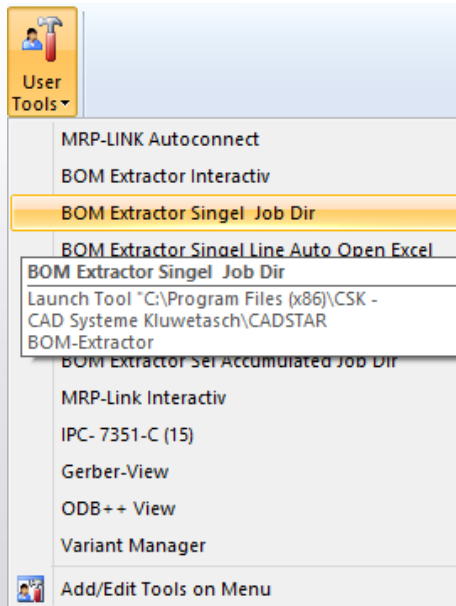 User
Tools
MRP-LINK Autoconnect
BOM Extractor Interactiv
BOM Extractor Singel  Job Dir
BOM Extractor Singel Line Auto Open Excel
BOM Extractor Singel  Job Dir
Launch Tool "C:\Program Files (x86)\CSK -
CAD Systeme Kluwetasch\CADSTAR
BOM-Extractor
BOM Extractor Sel Accumulated Job Dir
MRP-Link Interactiv
IPC- 7351-C (15)
Gerber-View
ODB++ View
Variant Manager
Add/Edit Tools on Menu